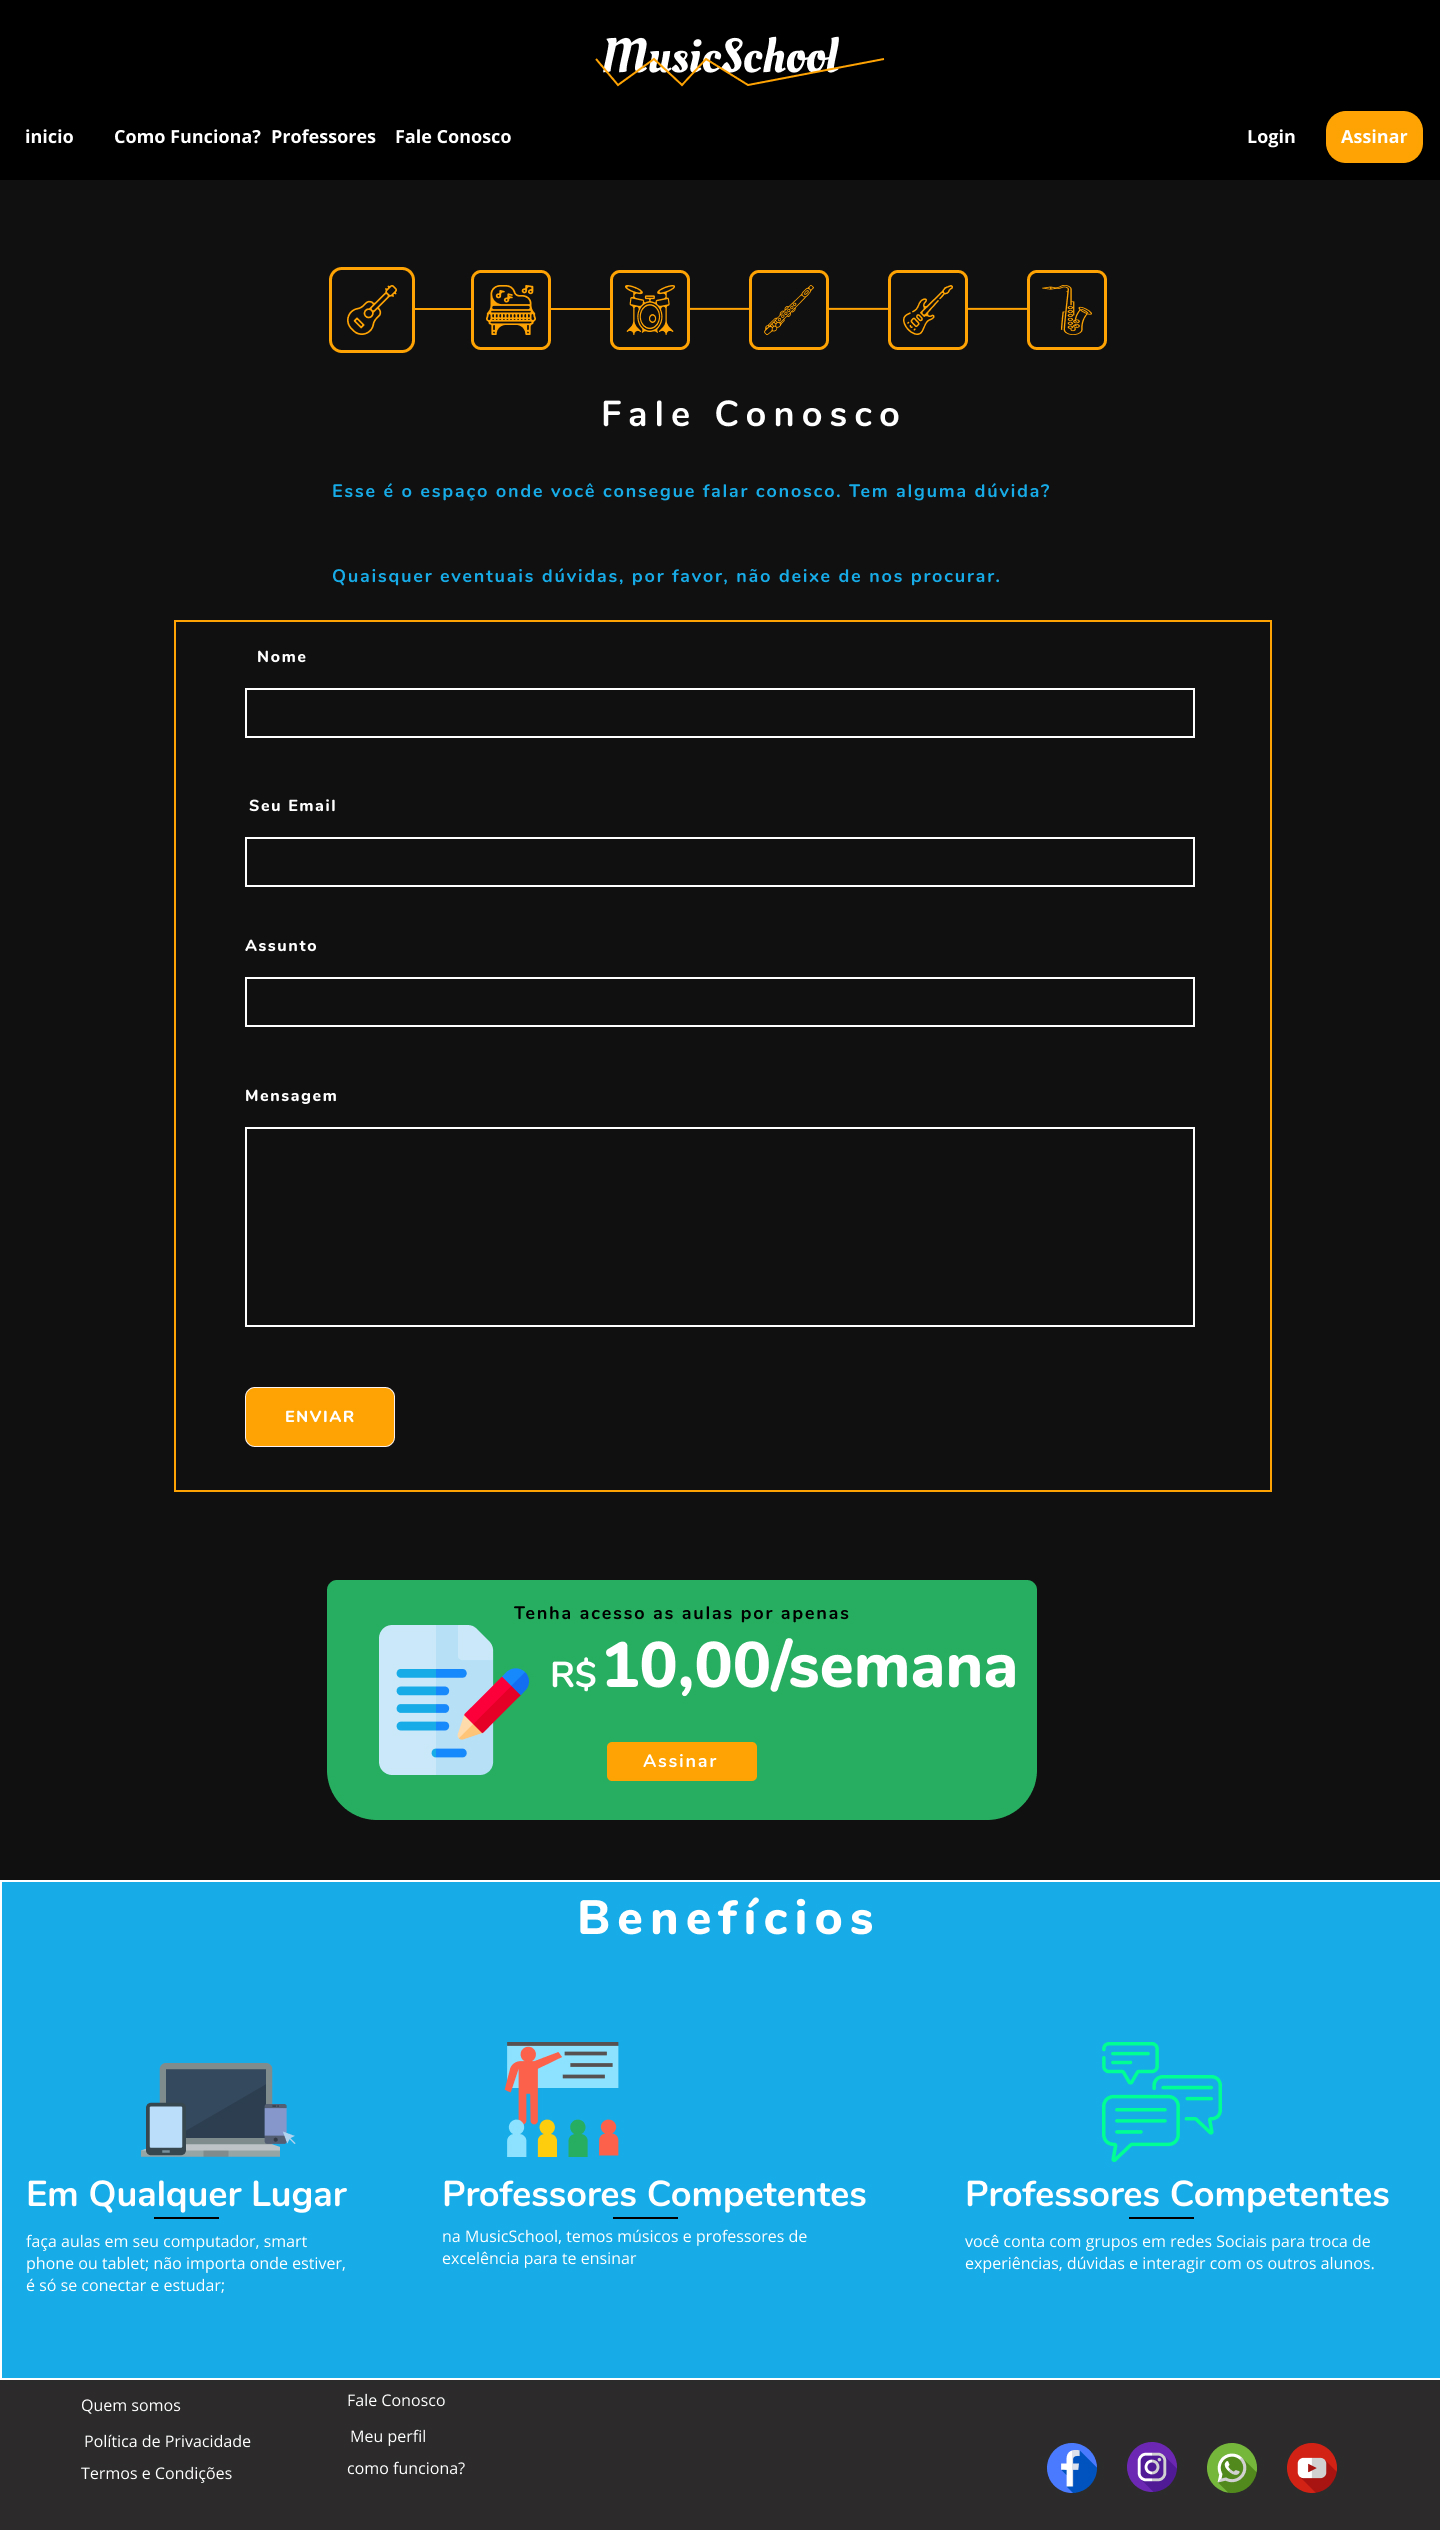 MusicSchool
inicio Como Funciona? Professores Fale Conosco Login Assinar
Fale Conosco
Esse é o espaço onde você consegue falar conosco. Tem alguma dúvida?
Quaisquer eventuais dúvidas, por favor, não deixe de nos procurar.
Nome
Seu Email
Assunto
Mensagem
ENVIAR
Tenha acesso as aulas por apenas
R$ 10,00/semana
Assinar
Benefícios
Em Qualquer Lugar
faça aulas em seu computador, smart
phone ou tablet; não importa onde estiver,
é só se conectar e estudar;
Professores Competentes
na MusicSchool, temos músicos e professores de
excelência para te ensinar
Professores Competentes
você conta com grupos em redes Sociais para troca de
experiências, dúvidas e interagir com os outros alunos.
Quem somos
Política de Privacidade
Termos e Condições
Fale Conosco
Meu perfil
como funciona?